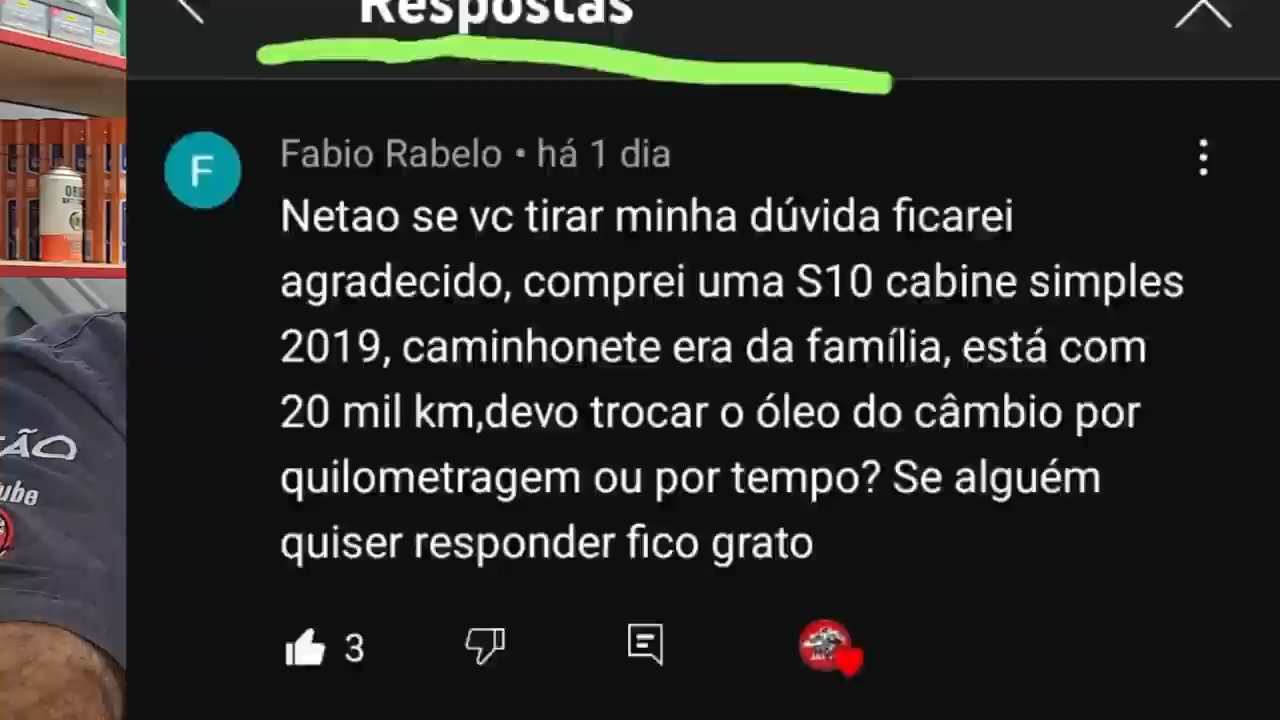 Respostas
F
Fabio Rabelo • há 1 dia
Netao se vc tirar minha dúvida ficarei
agradecido, comprei uma S10 cabine simples
2019, caminhonete era da família, está com
20 mil km,devo trocar o óleo do câmbio por
quilometragem ou por tempo? Se alguém
quiser responder fico grato
3
ÃO
ube